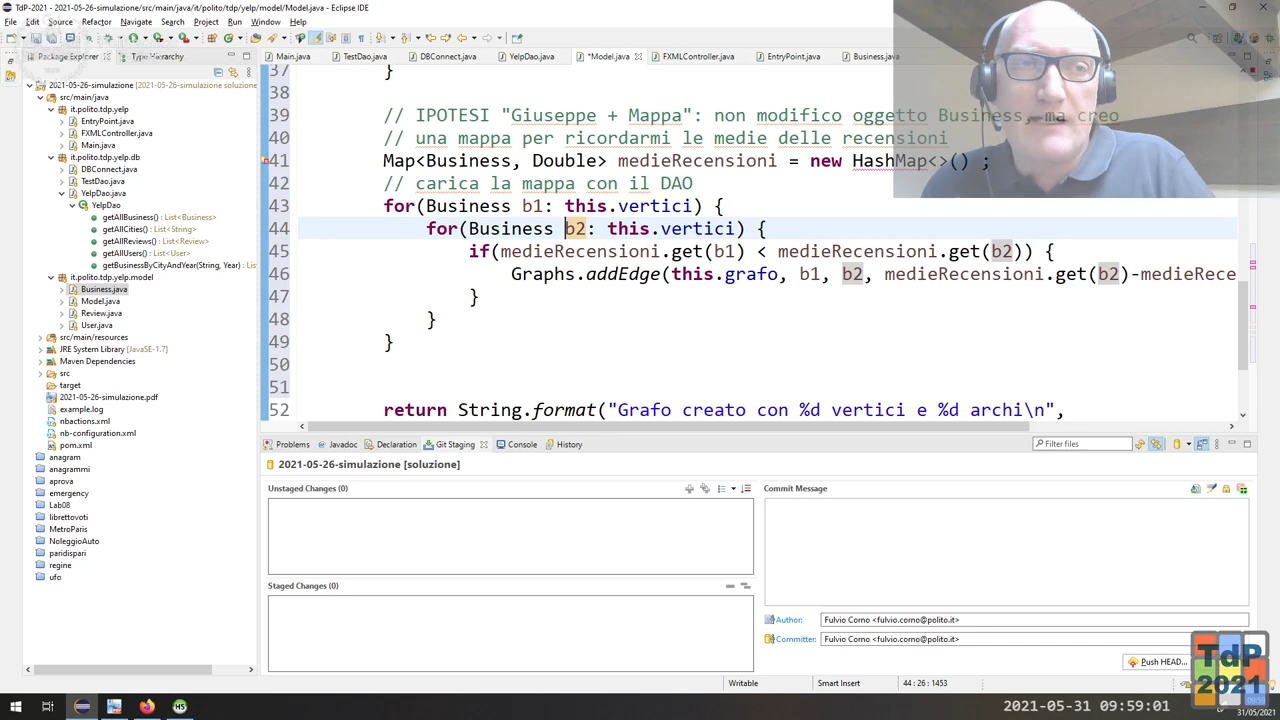 TdP-2021 - 2021-05-26-simulazione/src/main/java/it/polito/tdp/yelp/model/Model.java - Eclipse IDE
File Edit Source Refactor Navigate Search Project Run Window Help
Package Explorer Type Hierarchy
Main.java TestDao.java DBConnect.java YelpDao.java *Model.java FXMLController.java EntryPoint.java Business.java
2021-05-26-simulazione [2021-05-26-simulazione soluzione
src/main/java
it.polito.tdp.yelp
EntryPoint.java
FXMLController.java
Main.java
it.polito.tdp.yelp.db
DBConnect.java
TestDao.java
YelpDao.java
YelpDao
getAllBusiness() : List<Business>
getAllCities() : List<String>
getAllReviews() : List<Review>
getAllUsers() : List<User>
getBusinessByCityAndYear(String, Year) : List<
it.polito.tdp.yelp.model
Business.java
Model.java
Review.java
User.java
src/main/resources
JRE System Library [JavaSE-1.7]
Maven Dependencies
src
target
2021-05-26-simulazione.pdf
example.log
nbactions.xml
nb-configuration.xml
pom.xml
anagram
anagrammi
aprova
emergency
Lab08
librettovoti
MetroParis
NoleggioAuto
paridispari
regine
ufo
37 }
38
39 // IPOTESI "Giuseppe + Mappa": non modifico oggetto Business, ma creo
40 // una mappa per ricordarmi le medie delle recensioni
41 Map<Business, Double> medieRecensioni = new HashMap<>() ;
42 // carica la mappa con il DAO
43 for(Business b1: this.vertici) {
44 for(Business b2: this.vertici) {
45 if(medieRecensioni.get(b1) < medieRecensioni.get(b2)) {
46 Graphs.addEdge(this.grafo, b1, b2, medieRecensioni.get(b2)-medieRece
47 }
48 }
49 }
50
51
52 return String.format("Grafo creato con %d vertici e %d archi\n",
Problems Javadoc Declaration Git Staging Console History
Filter files
2021-05-26-simulazione [soluzione]
Unstaged Changes (0)
Staged Changes (0)
Commit Message
Author: Fulvio Corno <fulvio.corno@polito.it>
Committer: Fulvio Corno <fulvio.corno@polito.it>
Push HEAD...
Writable Smart Insert 44 : 26 : 1453
TdP
2021
2021-05-31 09:59:01
31/05/2021